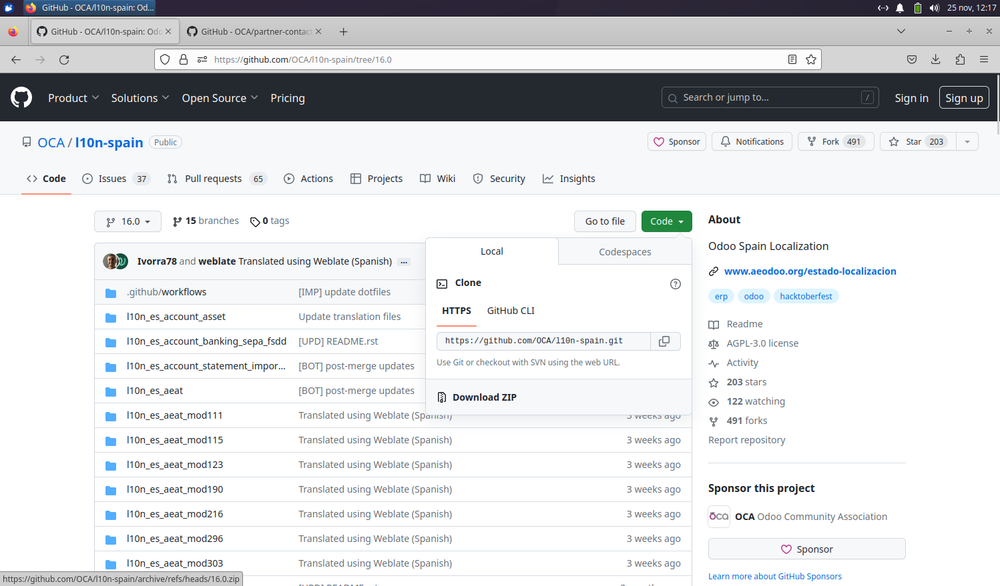 GitHub - OCA/l10n-spain: Od...
25 nov, 12:17
GitHub - OCA/l10n-spain: Odo
GitHub - OCA/partner-contact
https://github.com/OCA/l10n-spain/tree/16.0
Product
Solutions
Open Source
Pricing
Search or jump to...
/
Sign in
Sign up
OCA / l10n-spain
Public
Sponsor
Notifications
Fork 491
Star 203
Code
Issues 37
Pull requests 65
Actions
Projects
Wiki
Security
Insights
16.0
15 branches
0 tags
Go to file
Code
Ivorra78 and weblate Translated using Weblate (Spanish) ...
.github/workflows [IMP] update dotfiles
l10n_es_account_asset Update translation files
l10n_es_account_banking_sepa_fsdd [UPD] README.rst
l10n_es_account_statement_impor... [BOT] post-merge updates
l10n_es_aeat [BOT] post-merge updates
l10n_es_aeat_mod111 Translated using Weblate (Spanish) 3 weeks ago
l10n_es_aeat_mod115 Translated using Weblate (Spanish) 3 weeks ago
l10n_es_aeat_mod123 Translated using Weblate (Spanish) 3 weeks ago
l10n_es_aeat_mod190 Translated using Weblate (Spanish) 3 weeks ago
l10n_es_aeat_mod216 Translated using Weblate (Spanish) 3 weeks ago
l10n_es_aeat_mod296 Translated using Weblate (Spanish) 3 weeks ago
l10n_es_aeat_mod303 Translated using Weblate (Spanish) 3 weeks ago
[UPD] README.rst
Local
Codespaces
Clone
HTTPS
GitHub CLI
https://github.com/OCA/l10n-spain.git
Use Git or checkout with SVN using the web URL.
Download ZIP
About
Odoo Spain Localization
www.aeodoo.org/estado-localizacion
erp odoo hacktoberfest
Readme
AGPL-3.0 license
Activity
203 stars
122 watching
491 forks
Report repository
Sponsor this project
OCA
OCA Odoo Community Association
Sponsor
Learn more about GitHub Sponsors
https://github.com/OCA/l10n-spain/archive/refs/heads/16.0.zip